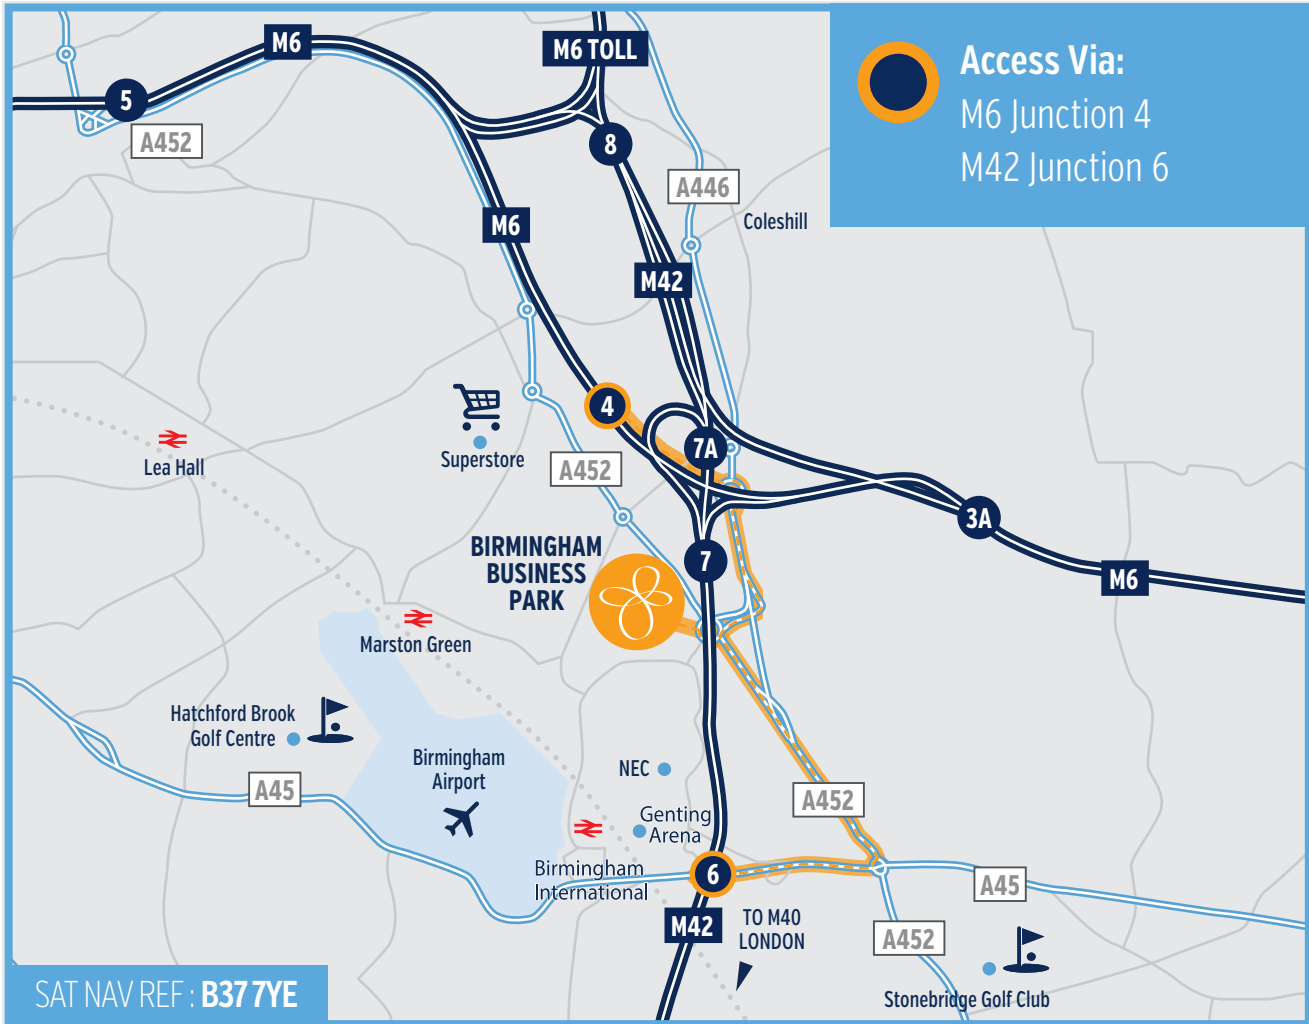 M6
M6 TOLL
Access Via:
M6 Junction 4
M42 Junction 6
5
A452
8
A446
Coleshill
M6
M42
4
7A
Lea Hall
Superstore
A452
3A
BIRMINGHAM
BUSINESS
PARK
7
M6
Marston Green
Hatchford Brook
Golf Centre
Birmingham
Airport
NEC
A45
A452
Genting
Arena
Birmingham
International
6
A45
M42
TO M40
LONDON
A452
SAT NAV REF : B37 7YE
Stonebridge Golf Club